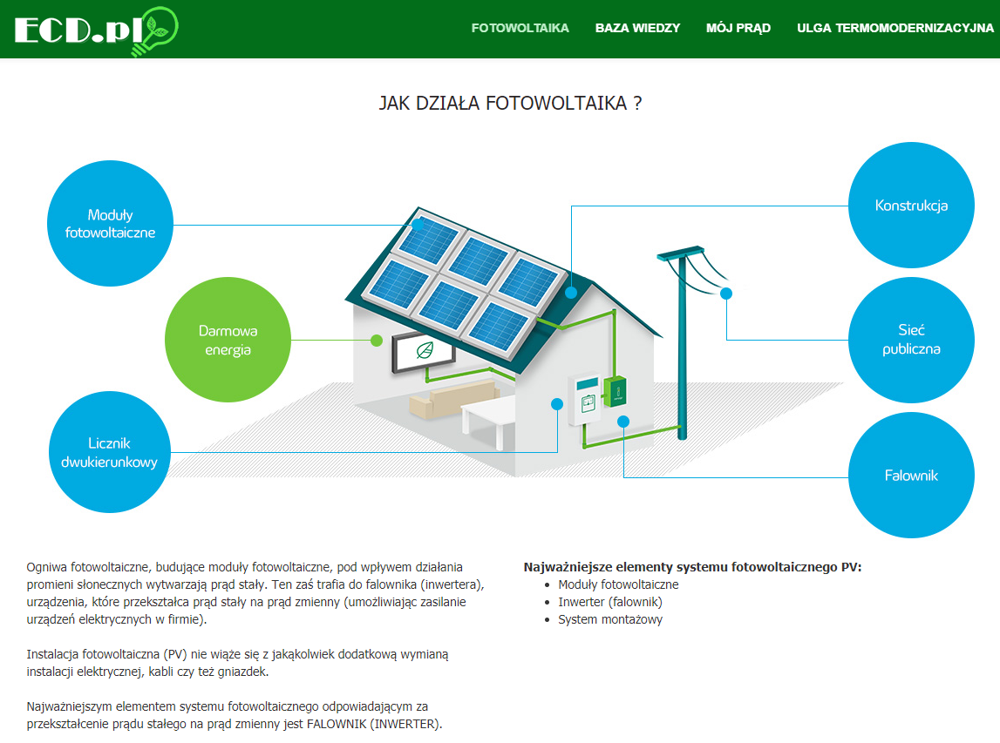 ECD.pl
FOTOWOLTAIKA BAZA WIEDZY MÓJ PRĄD ULGA TERMOMODERNIZACYJNA
JAK DZIAŁA FOTOWOLTAIKA ?
Moduły
fotowoltaiczne
Darmowa
energia
Licznik
dwukierunkowy
Konstrukcja
Sieć
publiczna
Falownik
Ogniwa fotowoltaiczne, budujące moduły fotowoltaiczne, pod wpływem działania
promieni słonecznych wytwarzają prąd stały. Ten zaś trafia do falownika (inwertera),
urządzenia, które przekształca prąd stały na prąd zmienny (umożliwiając zasilanie
urządzeń elektrycznych w firmie).
Instalacja fotowoltaiczna (PV) nie wiąże się z jakąkolwiek dodatkową wymianą
instalacji elektrycznej, kabli czy też gniazdek.
Najważniejszym elementem systemu fotowoltaicznego odpowiadającym za
przekształcenie prądu stałego na prąd zmienny jest FALOWNIK (INWERTER).
Najważniejsze elementy systemu fotowoltaicznego PV:
• Moduły fotowoltaiczne
• Inwerter (falownik)
• System montażowy